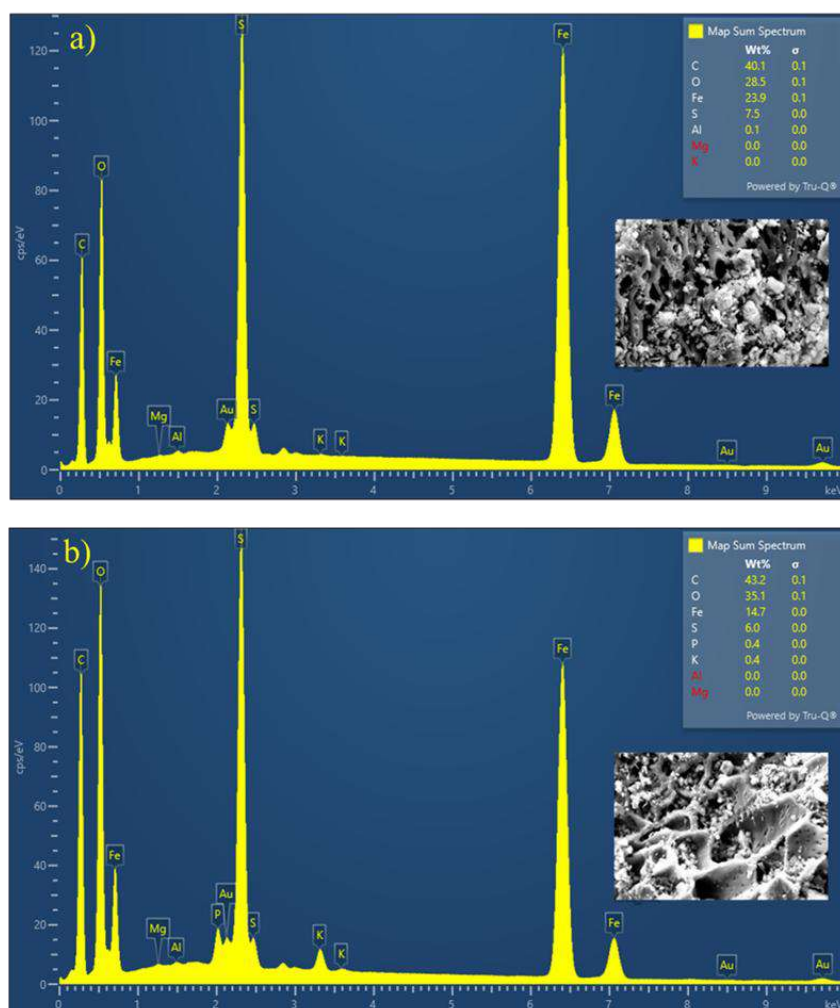 a)
Map Sum Spectrum
Wt% σ
C 40.1 0.1
O 28.5 0.1
Fe 23.9 0.1
S 7.5 0.0
Al 0.1 0.0
Mg 0.0 0.0
K 0.0 0.0
Powered by Tru-Q®
cps/eV
120
100
80
60
40
20
0
S
Fe
O
C
Fe
Mg
Al
Au
S
K
K
Fe
Au
Au
0 1 2 3 4 5 6 7 8 9 keV
b)
Map Sum Spectrum
Wt% σ
C 43.2 0.1
O 35.1 0.1
Fe 14.7 0.0
S 6.0 0.0
P 0.4 0.0
K 0.4 0.0
Al 0.0 0.0
Mg 0.0 0.0
Powered by Tru-Q®
cps/eV
140
120
100
80
60
40
20
0
S
O
C
Fe
Fe
Mg
Al
P
Au
S
K
K
Fe
Au
Au
0 1 2 3 4 5 6 7 8 9 keV